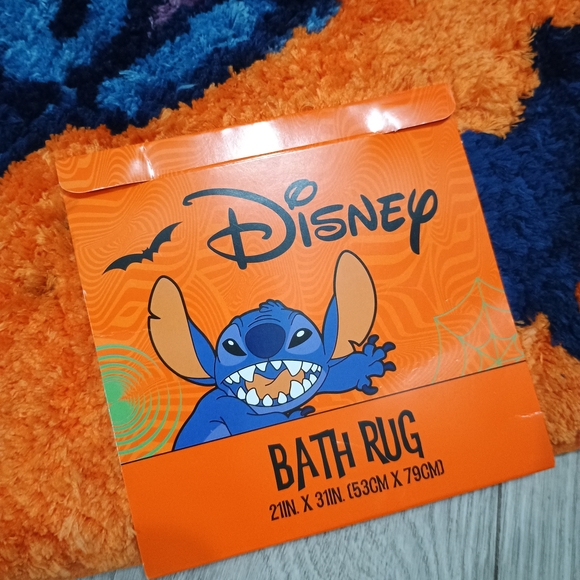 Disney
BATH RUG
21IN. X 31IN. (53CM X 79CM)